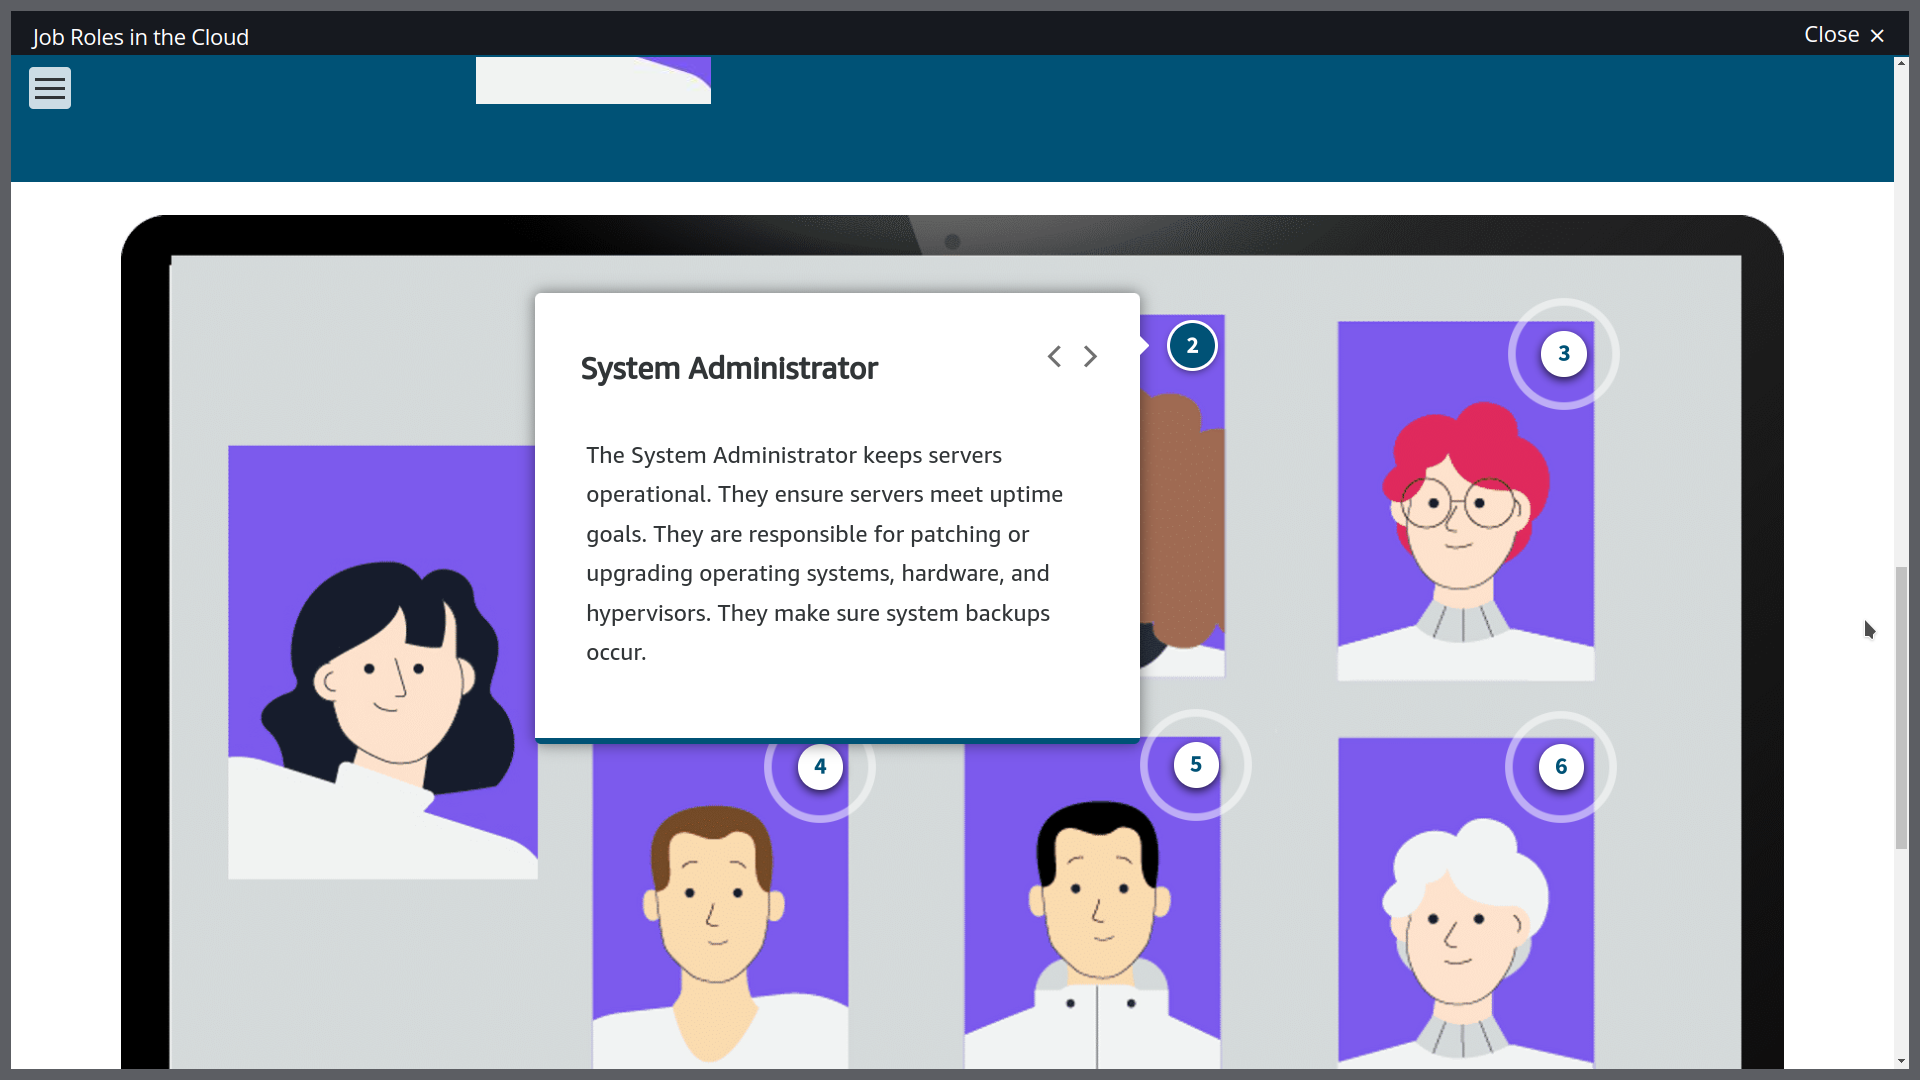 Job Roles in the Cloud
Close ×
System Administrator
The System Administrator keeps servers
operational. They ensure servers meet uptime
goals. They are responsible for patching or
upgrading operating systems, hardware, and
hypervisors. They make sure system backups
occur.
2
3
4
5
6